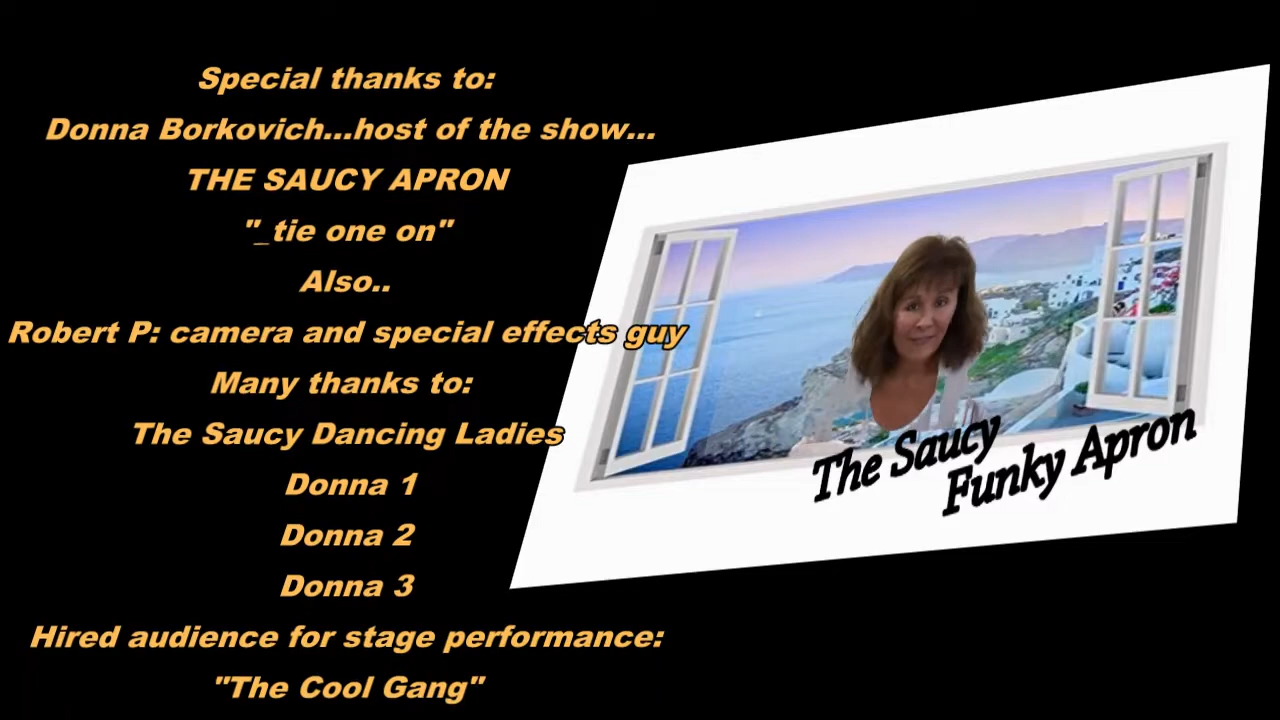 Special thanks to:
Donna Borkovich...host of the show...
THE SAUCY APRON
"_tie one on"
Also..
Robert P: camera and special effects guy
Many thanks to:
The Saucy Dancing Ladies
Donna 1
Donna 2
Donna 3
Hired audience for stage performance:
"The Cool Gang"
The Saucy
Funky Apron